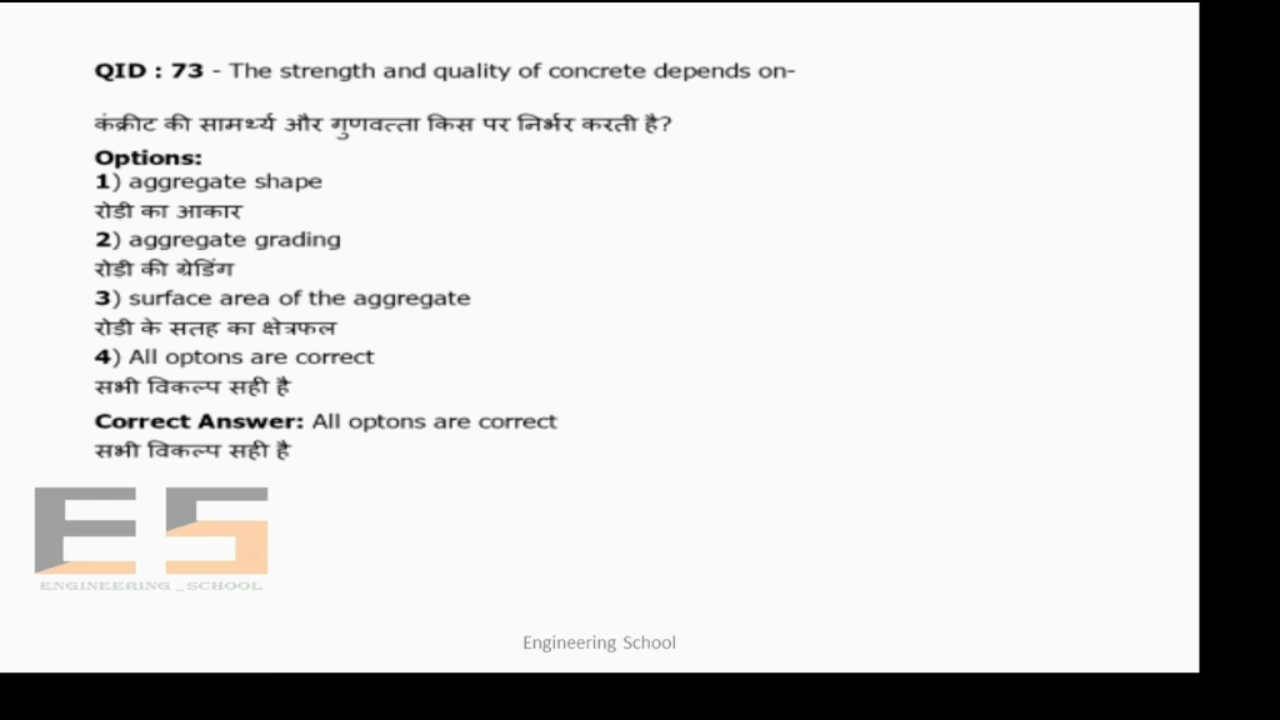 QID : 73 - The strength and quality of concrete depends on-
कंक्रीट की सामर्थ्य और गुणवत्ता किस पर निर्भर करती है?
Options:
1) aggregate shape
रोडी का आकार
2) aggregate grading
रोड़ी की ग्रेडिंग
3) surface area of the aggregate
रोडी के सतह का क्षेत्रफल
4) All optons are correct
सभी विकल्प सही है
Correct Answer: All optons are correct
सभी विकल्प सही है
ES
ENGINEERING_SCHOOL
Engineering School